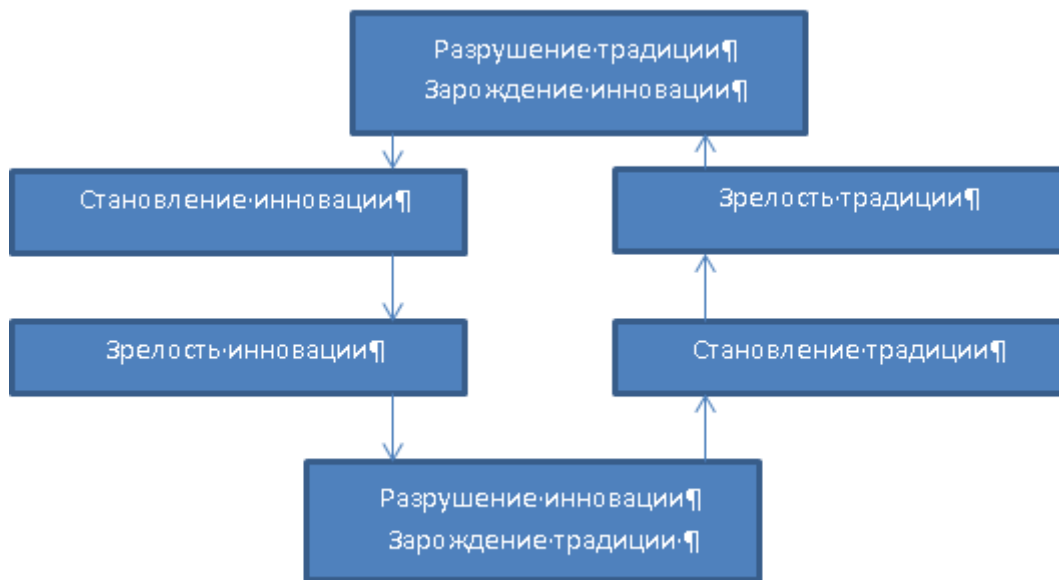 Разрушение·традиции¶
Зарождение·инновации¶
Становление·инновации¶
Зрелость·традиции¶
Зрелость·инновации¶
Становление·традиции¶
Разрушение·инновации¶
Зарождение·традиции·¶